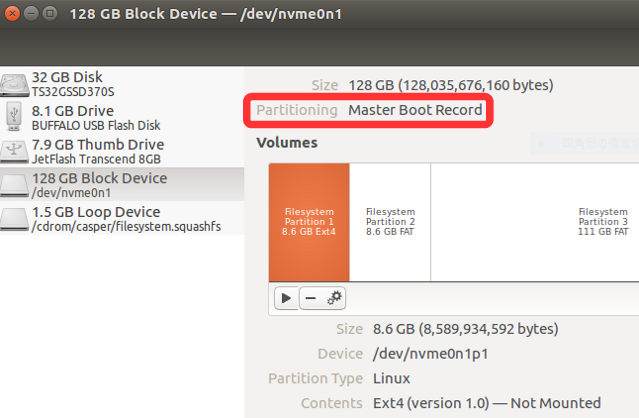 128 GB Block Device — /dev/nvme0n1
32 GB Disk
TS32GSSD370S
8.1 GB Drive
BUFFALO USB Flash Disk
7.9 GB Thumb Drive
JetFlash Transcend 8GB
128 GB Block Device
/dev/nvme0n1
1.5 GB Loop Device
/cdrom/casper/filesystem.squashfs
Size 128 GB (128,035,676,160 bytes)
Partitioning Master Boot Record
Volumes
Filesystem
Partition 1
8.6 GB Ext4
Filesystem
Partition 2
8.6 GB FAT
Filesystem
Partition 3
111 GB FAT
Size 8.6 GB (8,589,934,592 bytes)
Device /dev/nvme0n1p1
Partition Type Linux
Contents Ext4 (version 1.0) — Not Mounted